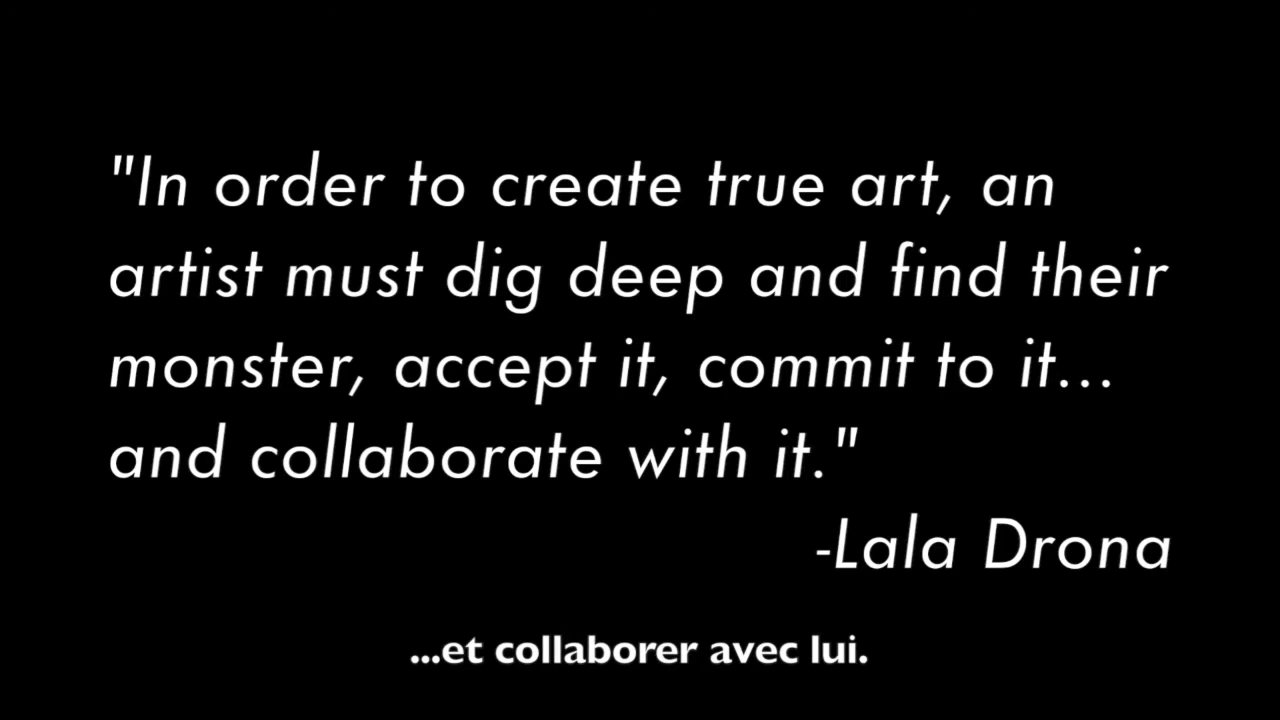 "In order to create true art, an
artist must dig deep and find their
monster, accept it, commit to it...
and collaborate with it."
-Lala Drona
...et collaborer avec lui.